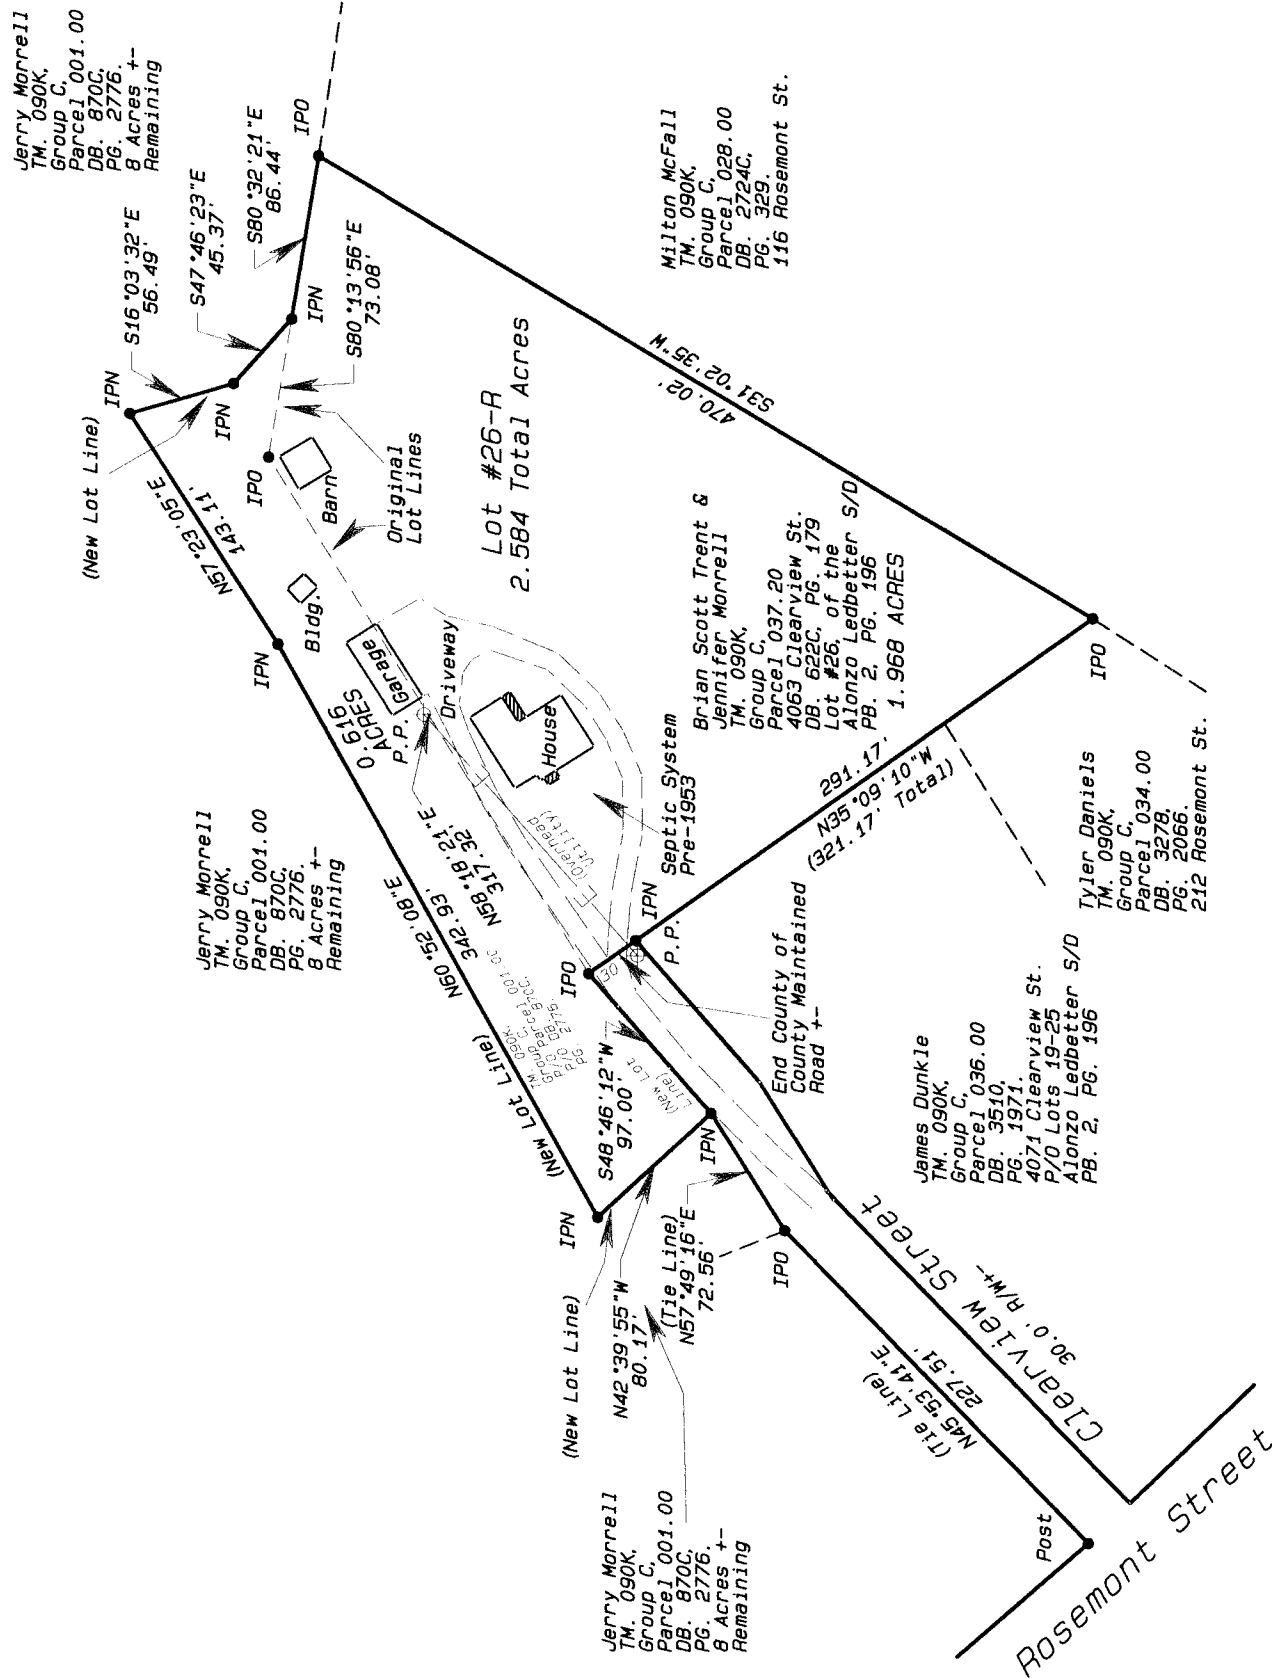 Jerry Morrell
TM. 090K,
Group C,
Parcel 001.00
DB. 870C,
PG. 2776.
8 Acres +-
Remaining
S16°03'32"E
56.49'
S47°46'23"E
45.37'
S80°32'21"E
86.44'
IPO
IPN
(New Lot Line)
IPN
IPN
S80°13'56"E
73.08'
N57°23'05"E
143.11'
IPO
Barn
Original
Lot Lines
Lot #26-R
2.584 Total Acres
Milton McFall
TM. 090K,
Group C,
Parcel 028.00
DB. 2724C,
PG. 329.
116 Rosemont St.
S31°02'35"W
470.02'
IPN
Bldg.
Garage
0.616
ACRES
P.P.
Driveway
House
Septic System
Pre-1953
Brian Scott Trent &
Jennifer Morrell
TM. 090K,
Group C,
Parcel 037.20
4063 Clearview St.
DB. 622C, PG. 179
Lot #26, of the
Alonzo Ledbetter S/D
PB. 2, PG. 196
1.968 ACRES
IPO
Jerry Morrell
TM. 090K,
Group C,
Parcel 001.00
DB. 870C,
PG. 2776.
8 Acres +-
Remaining
N60°52'08"E
342.93'
N58°18'21"E
317.32'
(Overhead
Utility)
TM. 090K,
Group C,
P/O Parcel 001.00
P/O DB. 870C,
PG. 2776.
(New Lot Line)
IPO
30
IPN
P.P.
291.17'
N35°09'10"W
(321.17' Total)
Tyler Daniels
TM. 090K,
Group C,
Parcel 034.00
DB. 3278,
PG. 2066.
212 Rosemont St.
S48°46'12"W
97.00'
(New Lot
Line)
End County of
County Maintained
Road +-
James Dunkle
TM. 090K,
Group C,
Parcel 036.00
DB. 3510,
PG. 1971.
4071 Clearview St.
P/O Lots 19-25
Alonzo Ledbetter S/D
PB. 2, PG. 196
IPN
IPN
(New Lot Line)
N42°39'55"W
80.17'
(Tie Line)
N57°49'16"E
72.56'
IPO
(Tie Line)
N45°53'41"E
227.51'
Clearview Street
30.0' R/W+-
Jerry Morrell
TM. 090K,
Group C,
Parcel 001.00
DB. 870C,
PG. 2776.
8 Acres +-
Remaining
Post
Rosemont Street